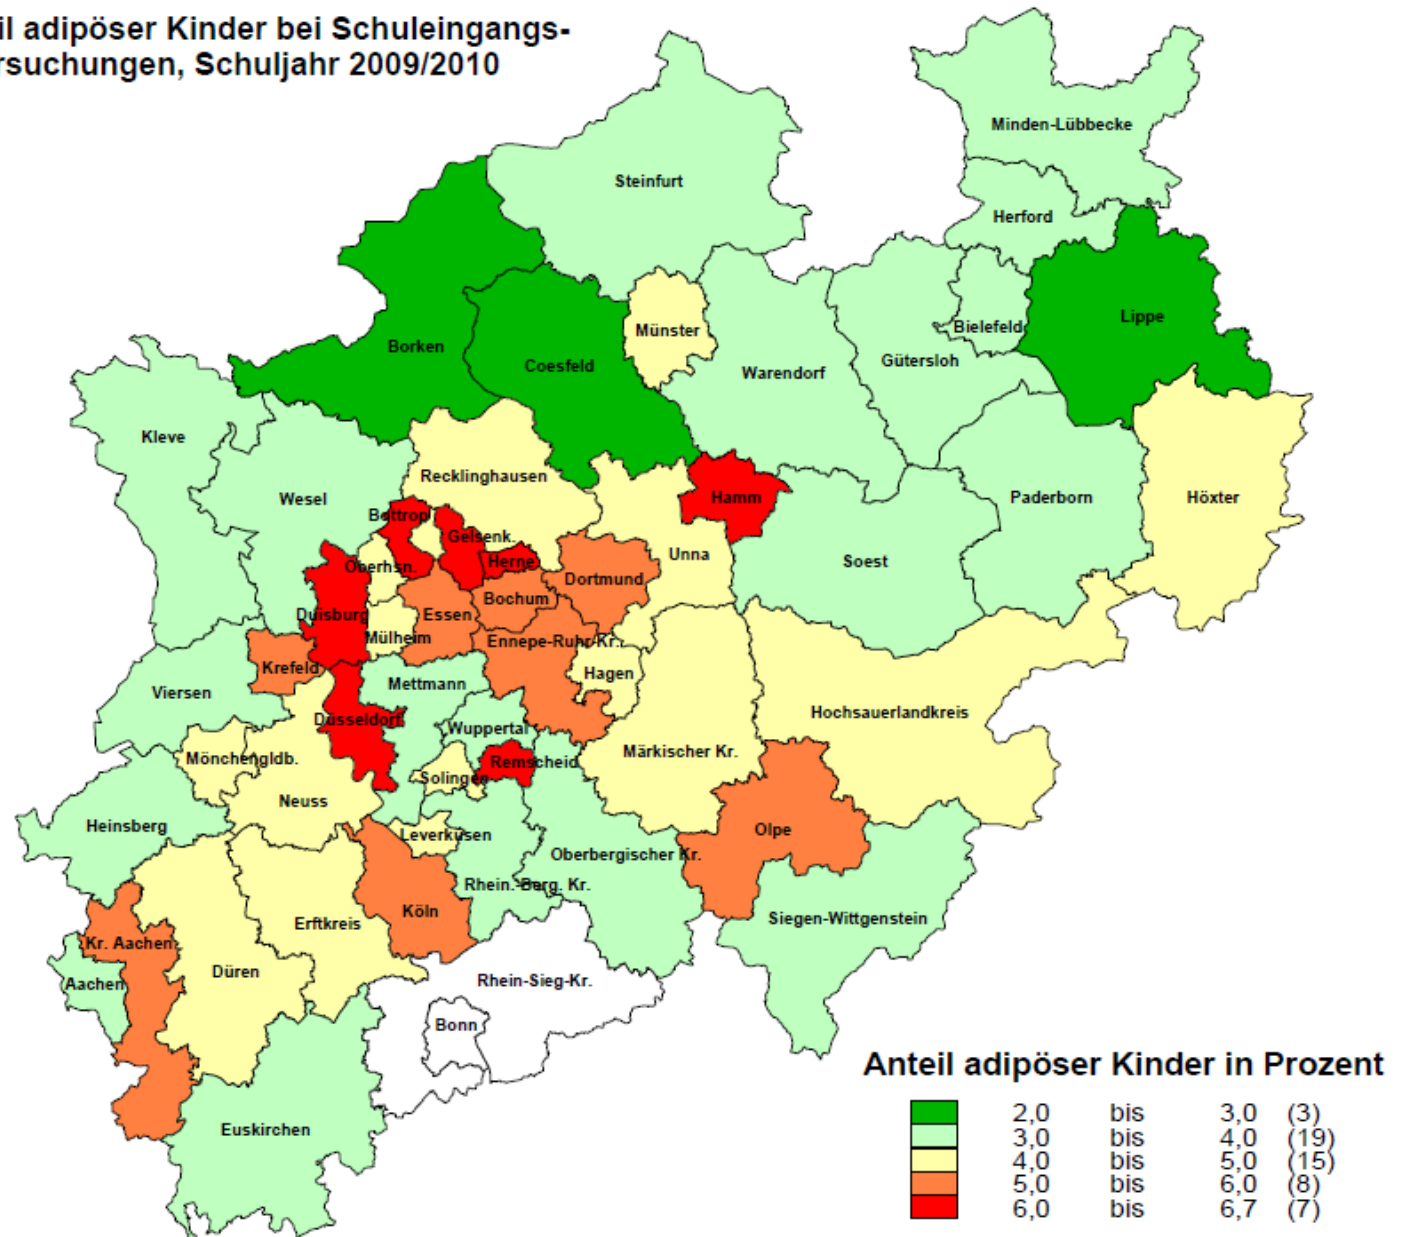 il adipöser Kinder bei Schuleingangs-
rsuchungen, Schuljahr 2009/2010
Minden-Lübbecke
Steinfurt
Herford
Lippe
Bielefeld
Münster
Borken
Gütersloh
Coesfeld
Warendorf
Kleve
Recklinghausen
Wesel
Hamm
Paderborn
Höxter
Bottrop
Gelsenk.
Unna
Herne
Soest
Oberhsn.
Dortmund
Bochum
Duisburg
Essen
Mülheim
Ennepe-Ruhr-Kr.
Krefeld
Hagen
Mettmann
Viersen
Hochsauerlandkreis
Düsseldorf
Wuppertal
Märkischer Kr.
Mönchengldb.
Remscheid
Solingen
Neuss
Heinsberg
Olpe
Leverkusen
Oberbergischer Kr.
Rhein.-Berg. Kr.
Köln
Siegen-Wittgenstein
Erftkreis
Kr. Aachen
Düren
Rhein-Sieg-Kr.
Aachen
Bonn
Euskirchen
Anteil adipöser Kinder in Prozent
2,0 bis 3,0 (3)
3,0 bis 4,0 (19)
4,0 bis 5,0 (15)
5,0 bis 6,0 (8)
6,0 bis 6,7 (7)